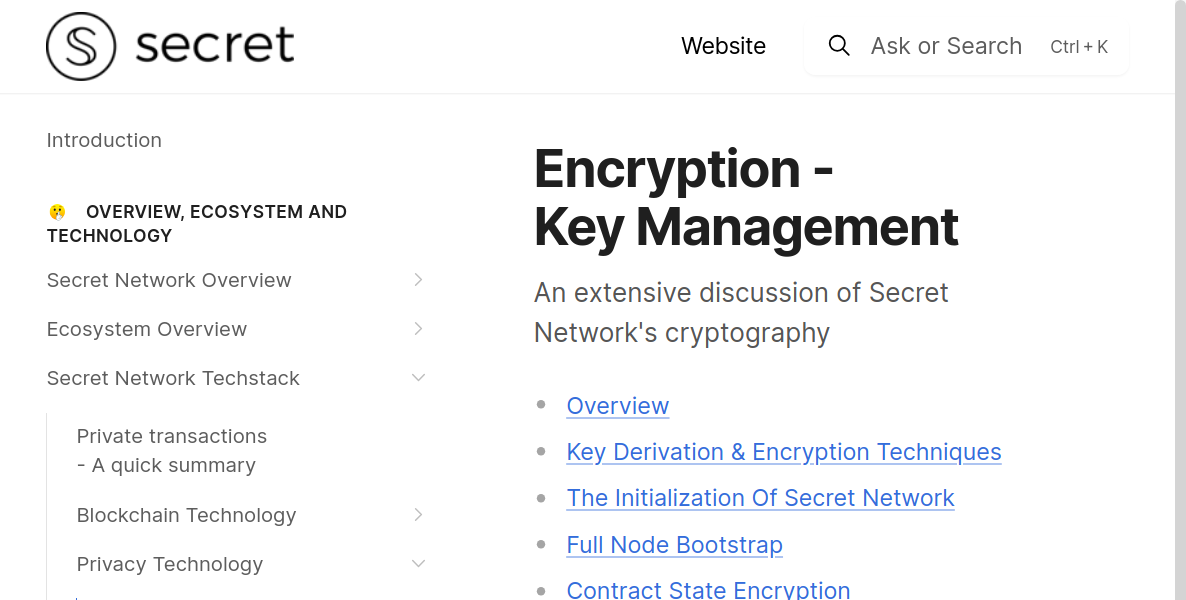 secret
Website
Ask or Search
Ctrl + K
Introduction
OVERVIEW, ECOSYSTEM AND
TECHNOLOGY
Secret Network Overview
Ecosystem Overview
Secret Network Techstack
Private transactions
- A quick summary
Blockchain Technology
Privacy Technology
Encryption -
Key Management
An extensive discussion of Secret
Network's cryptography
Overview
Key Derivation & Encryption Techniques
The Initialization Of Secret Network
Full Node Bootstrap
Contract State Encryption